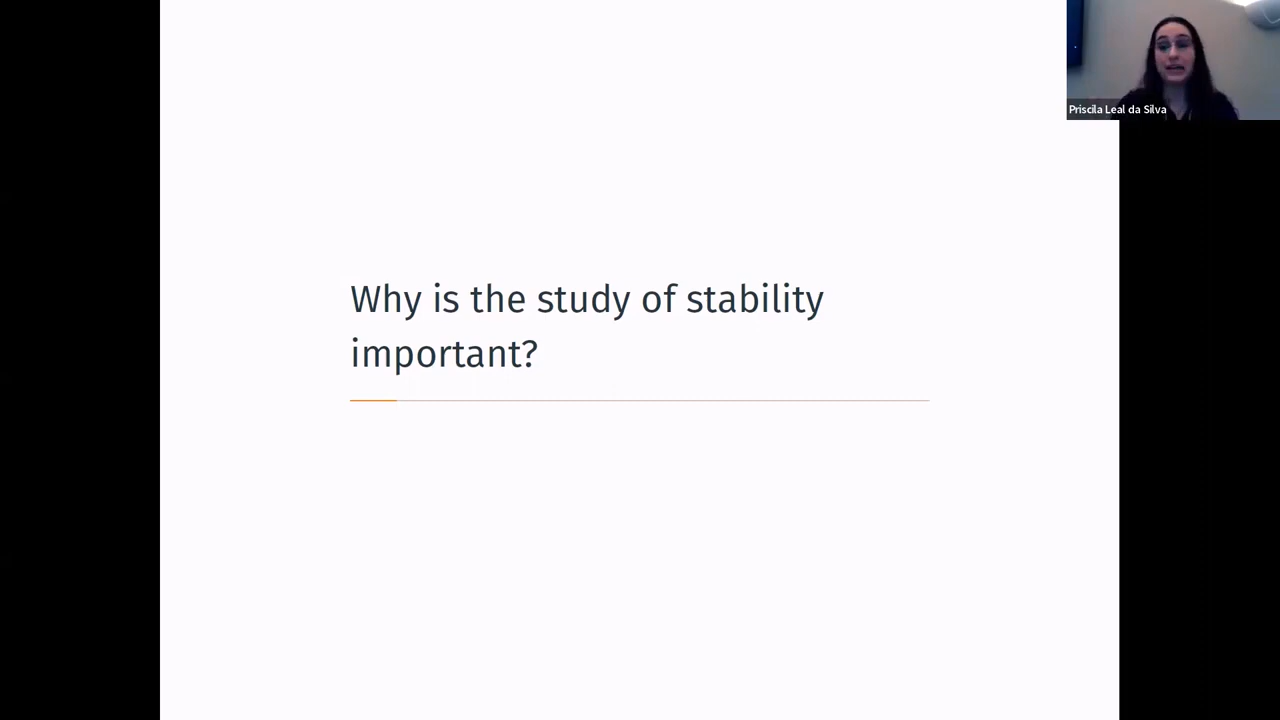 Priscila Leal da Silva
Why is the study of stability
important?